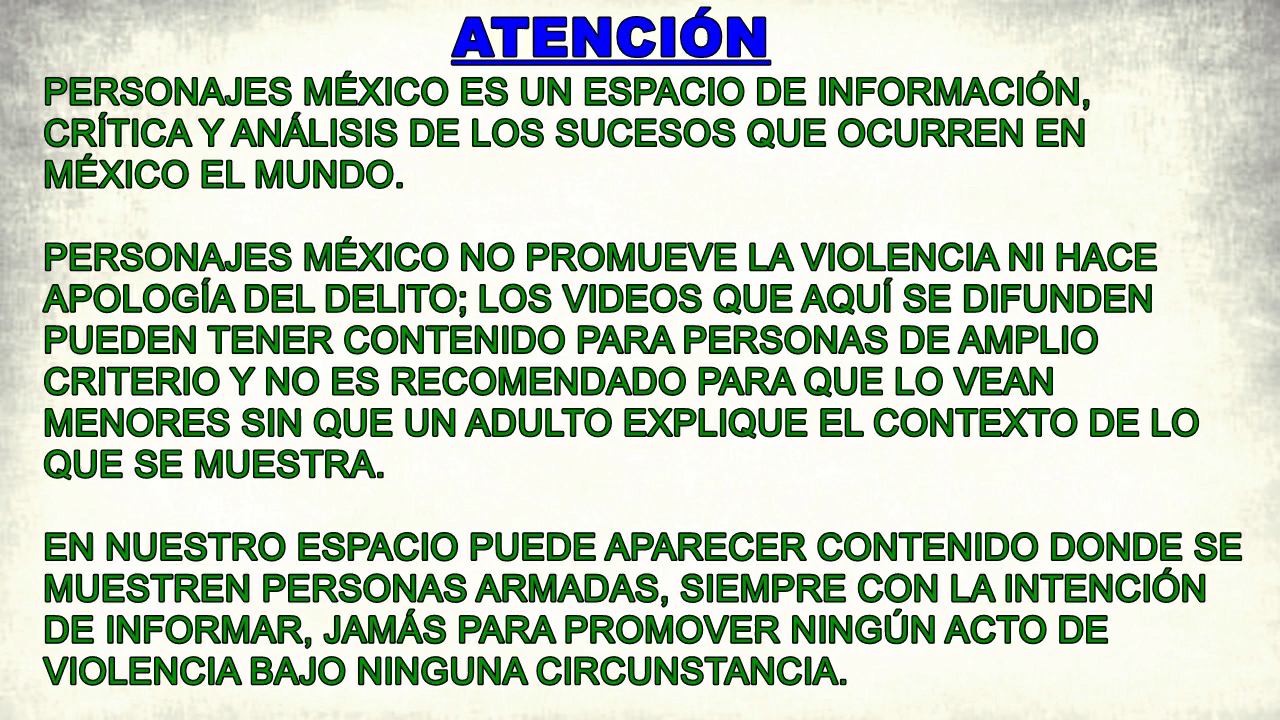 ATENCIÓN
PERSONAJES MÉXICO ES UN ESPACIO DE INFORMACIÓN,
CRÍTICA Y ANÁLISIS DE LOS SUCESOS QUE OCURREN EN
MÉXICO EL MUNDO.
PERSONAJES MÉXICO NO PROMUEVE LA VIOLENCIA NI HACE
APOLOGÍA DEL DELITO; LOS VIDEOS QUE AQUÍ SE DIFUNDEN
PUEDEN TENER CONTENIDO PARA PERSONAS DE AMPLIO
CRITERIO Y NO ES RECOMENDADO PARA QUE LO VEAN
MENORES SIN QUE UN ADULTO EXPLIQUE EL CONTEXTO DE LO
QUE SE MUESTRA.
EN NUESTRO ESPACIO PUEDE APARECER CONTENIDO DONDE SE
MUESTREN PERSONAS ARMADAS, SIEMPRE CON LA INTENCIÓN
DE INFORMAR, JAMÁS PARA PROMOVER NINGÚN ACTO DE
VIOLENCIA BAJO NINGUNA CIRCUNSTANCIA.